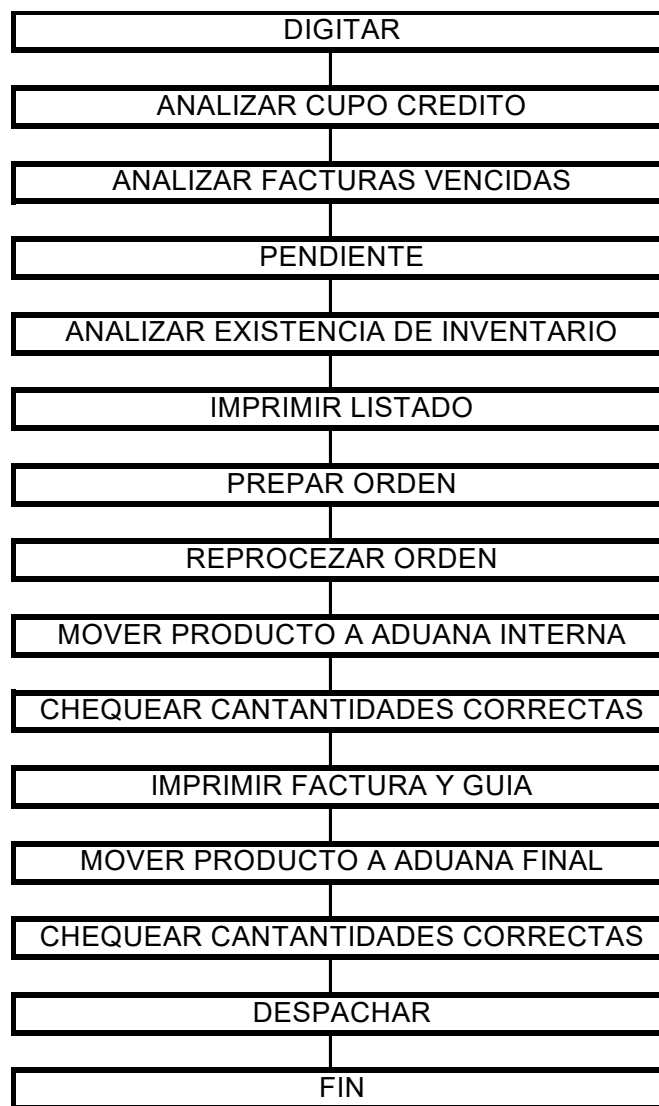 DIGITAR
ANALIZAR CUPO CREDITO
ANALIZAR FACTURAS VENCIDAS
PENDIENTE
ANALIZAR EXISTENCIA DE INVENTARIO
IMPRIMIR LISTADO
PREPAR ORDEN
REPROCEZAR ORDEN
MOVER PRODUCTO A ADUANA INTERNA
CHEQUEAR CANTANTIDADES CORRECTAS
IMPRIMIR FACTURA Y GUIA
MOVER PRODUCTO A ADUANA FINAL
CHEQUEAR CANTANTIDADES CORRECTAS
DESPACHAR
FIN